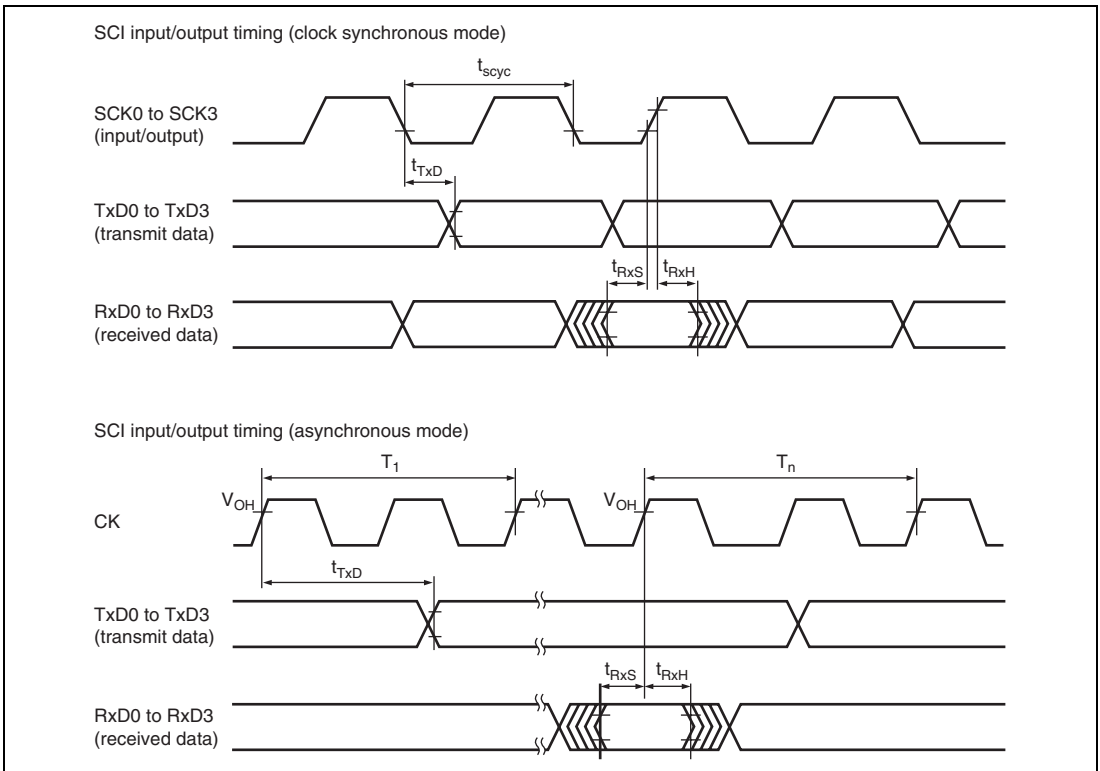 SCI input/output timing (clock synchronous mode)
tscyc
SCK0 to SCK3
(input/output)
tTxD
TxD0 to TxD3
(transmit data)
tRxS
tRxH
RxD0 to RxD3
(received data)
SCI input/output timing (asynchronous mode)
T1
Tn
VOH
VOH
CK
tTxD
TxD0 to TxD3
(transmit data)
tRxS
tRxH
RxD0 to RxD3
(received data)